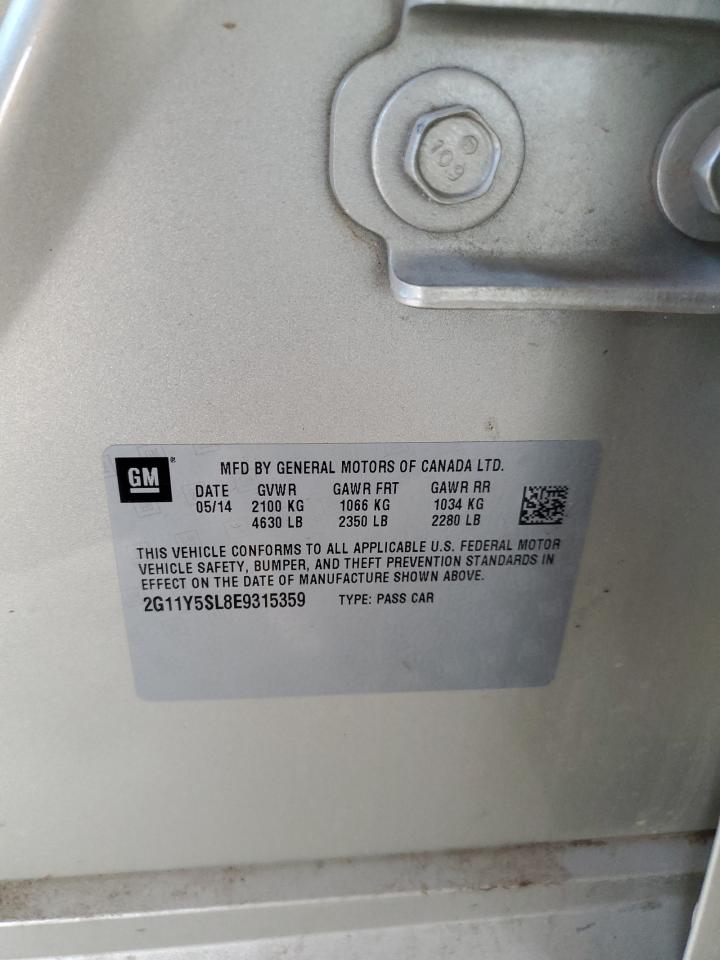 109
GM ®
MFD BY GENERAL MOTORS OF CANADA LTD.
DATE GVWR GAWR FRT GAWR RR
05/14 2100 KG 1066 KG 1034 KG
4630 LB 2350 LB 2280 LB
THIS VEHICLE CONFORMS TO ALL APPLICABLE U.S. FEDERAL MOTOR
VEHICLE SAFETY, BUMPER, AND THEFT PREVENTION STANDARDS IN
EFFECT ON THE DATE OF MANUFACTURE SHOWN ABOVE.
2G11Y5SL8E9315359 TYPE: PASS CAR